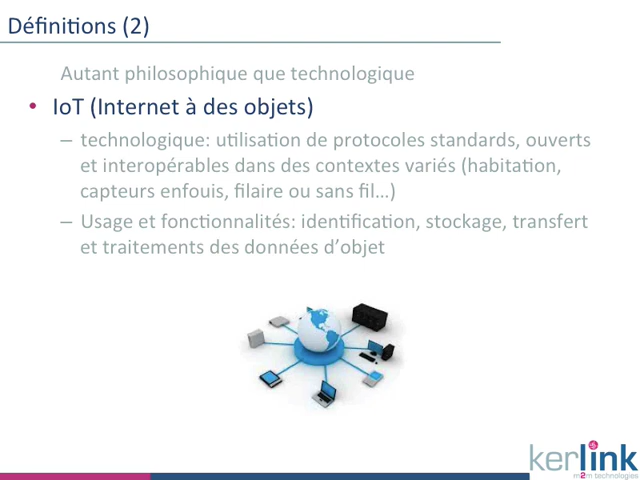 Définitions (2)
Autant philosophique que technologique
• IoT (Internet à des objets)
– technologique: utilisation de protocoles standards, ouverts
et interopérables dans des contextes variés (habitation,
capteurs enfouis, filaire ou sans fil…)
– Usage et fonctionnalités: identification, stockage, transfert
et traitements des données d’objet
kerlink
m2m technologies